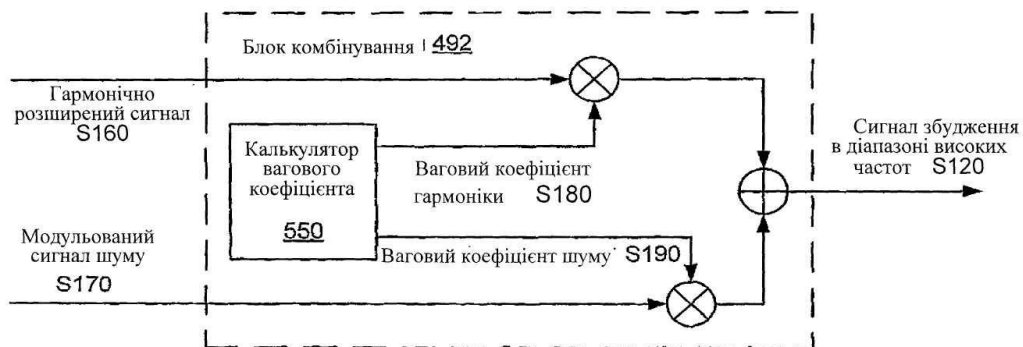 Блок комбінування 492
Гармонічно
розширений сигнал
S160
Калькулятор
вагового
коефіцієнта
550
Ваговий коефіцієнт
гармоніки S180
Сигнал збудження
в діапазоні високих
частот S120
Модульований
сигнал шуму
S170
Ваговий коефіцієнт шуму S190